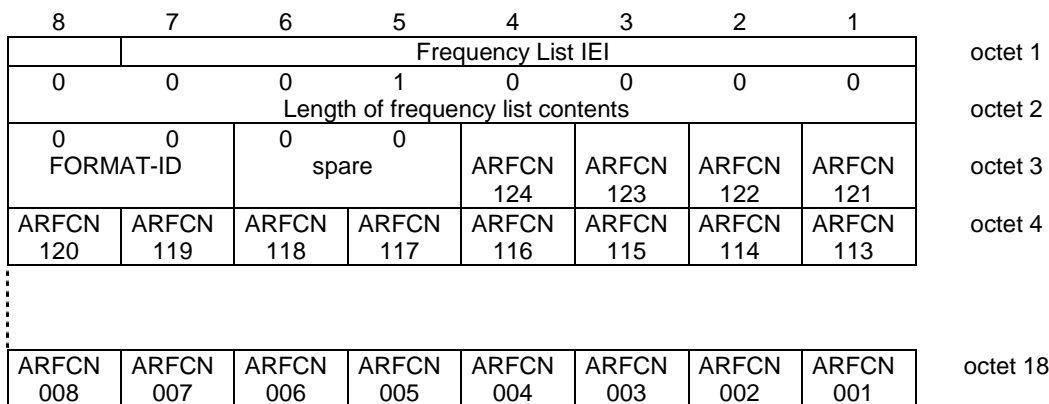 8 7 6 5 4 3 2 1
Frequency List IEI octet 1
0 0 0 1 0 0 0 0
Length of frequency list contents octet 2
0 0 0 0
FORMAT-ID spare ARFCN ARFCN ARFCN ARFCN octet 3
124 123 122 121
ARFCN ARFCN ARFCN ARFCN ARFCN ARFCN ARFCN ARFCN octet 4
120 119 118 117 116 115 114 113
ARFCN ARFCN ARFCN ARFCN ARFCN ARFCN ARFCN ARFCN octet 18
008 007 006 005 004 003 002 001